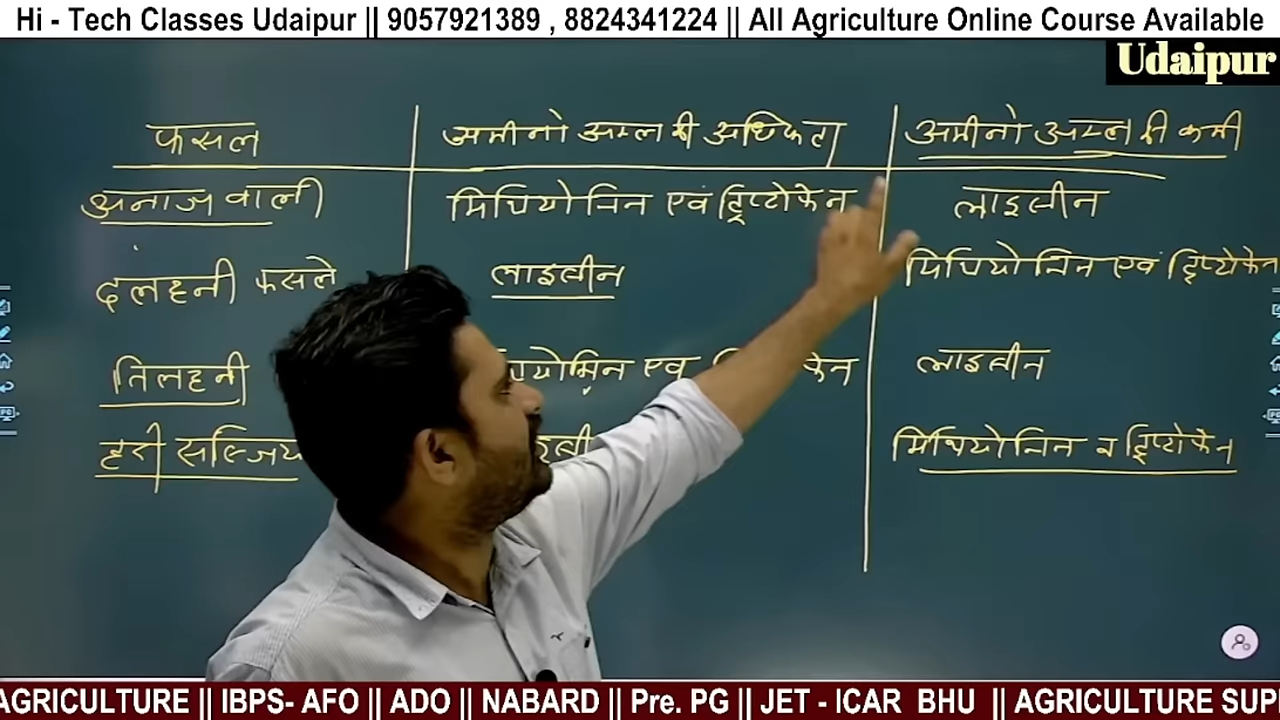 Hi - Tech Classes Udaipur || 9057921389 , 8824341224 || All Agriculture Online Course Available
Udaipur
फसल अमीनो अम्ल की अधिकता अमीनो अम्ल की कमी
अनाज वाली मिथियोनिन एवं ट्रिप्टोफेन लाइसीन
दलहनी फसले लाइसीन मिथियोनिन एवं ट्रिप्टोफेन
तिलहनी एवं लाइसीन
हरी सब्जिय मिथियोनिन व ट्रिप्टोफेन
AGRICULTURE || IBPS- AFO || ADO || NABARD || Pre. PG || JET - ICAR BHU || AGRICULTURE SUP